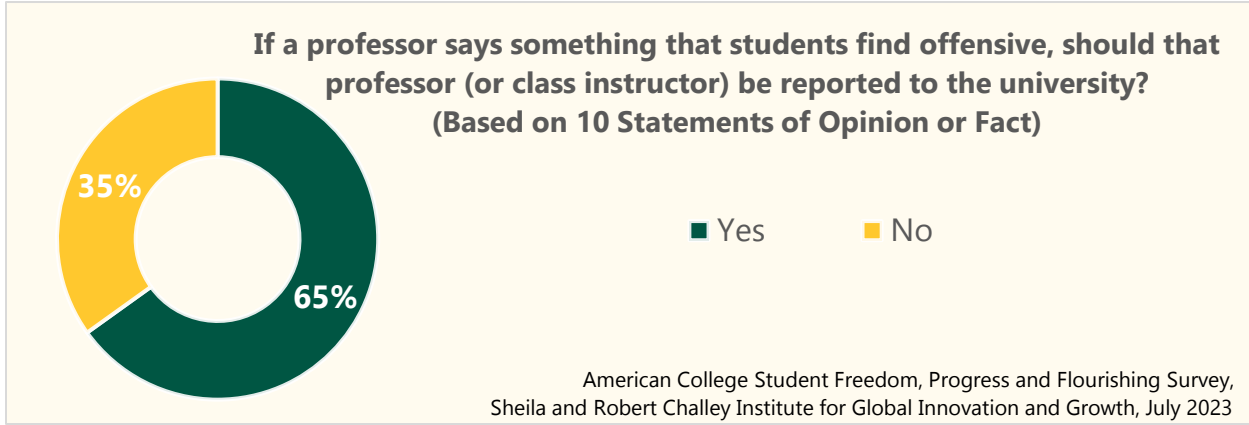 If a professor says something that students find offensive, should that
professor (or class instructor) be reported to the university?
(Based on 10 Statements of Opinion or Fact)
35%
65%
Yes No
American College Student Freedom, Progress and Flourishing Survey,
Sheila and Robert Challey Institute for Global Innovation and Growth, July 2023